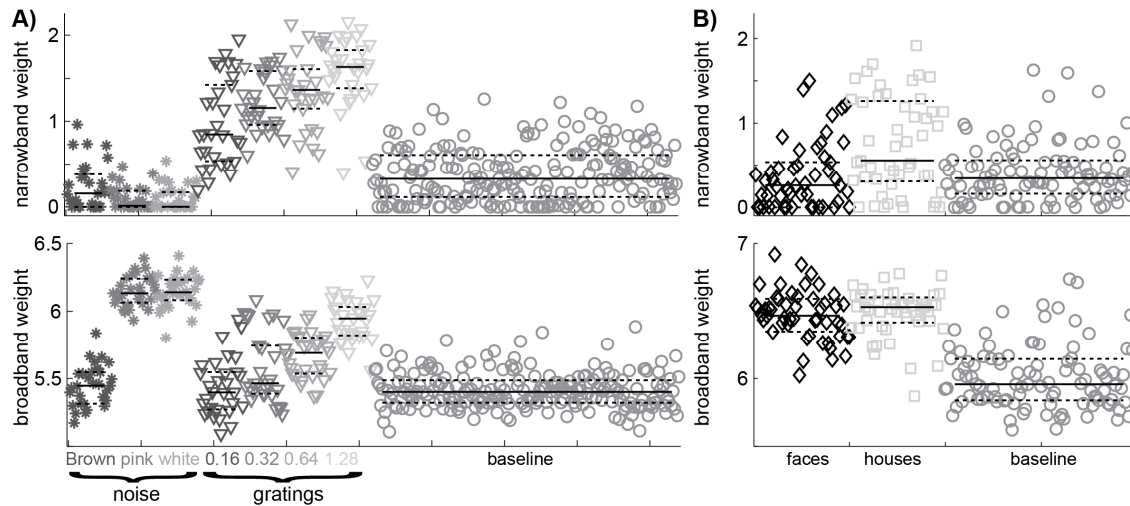 A)
narrowband weight
2
1
0
broadband weight
6.5
6
5.5
Brown pink white 0.16 0.32 0.64 1.28 baseline
noise gratings
B)
narrowband weight
2
1
0
broadband weight
7
6
faces houses baseline